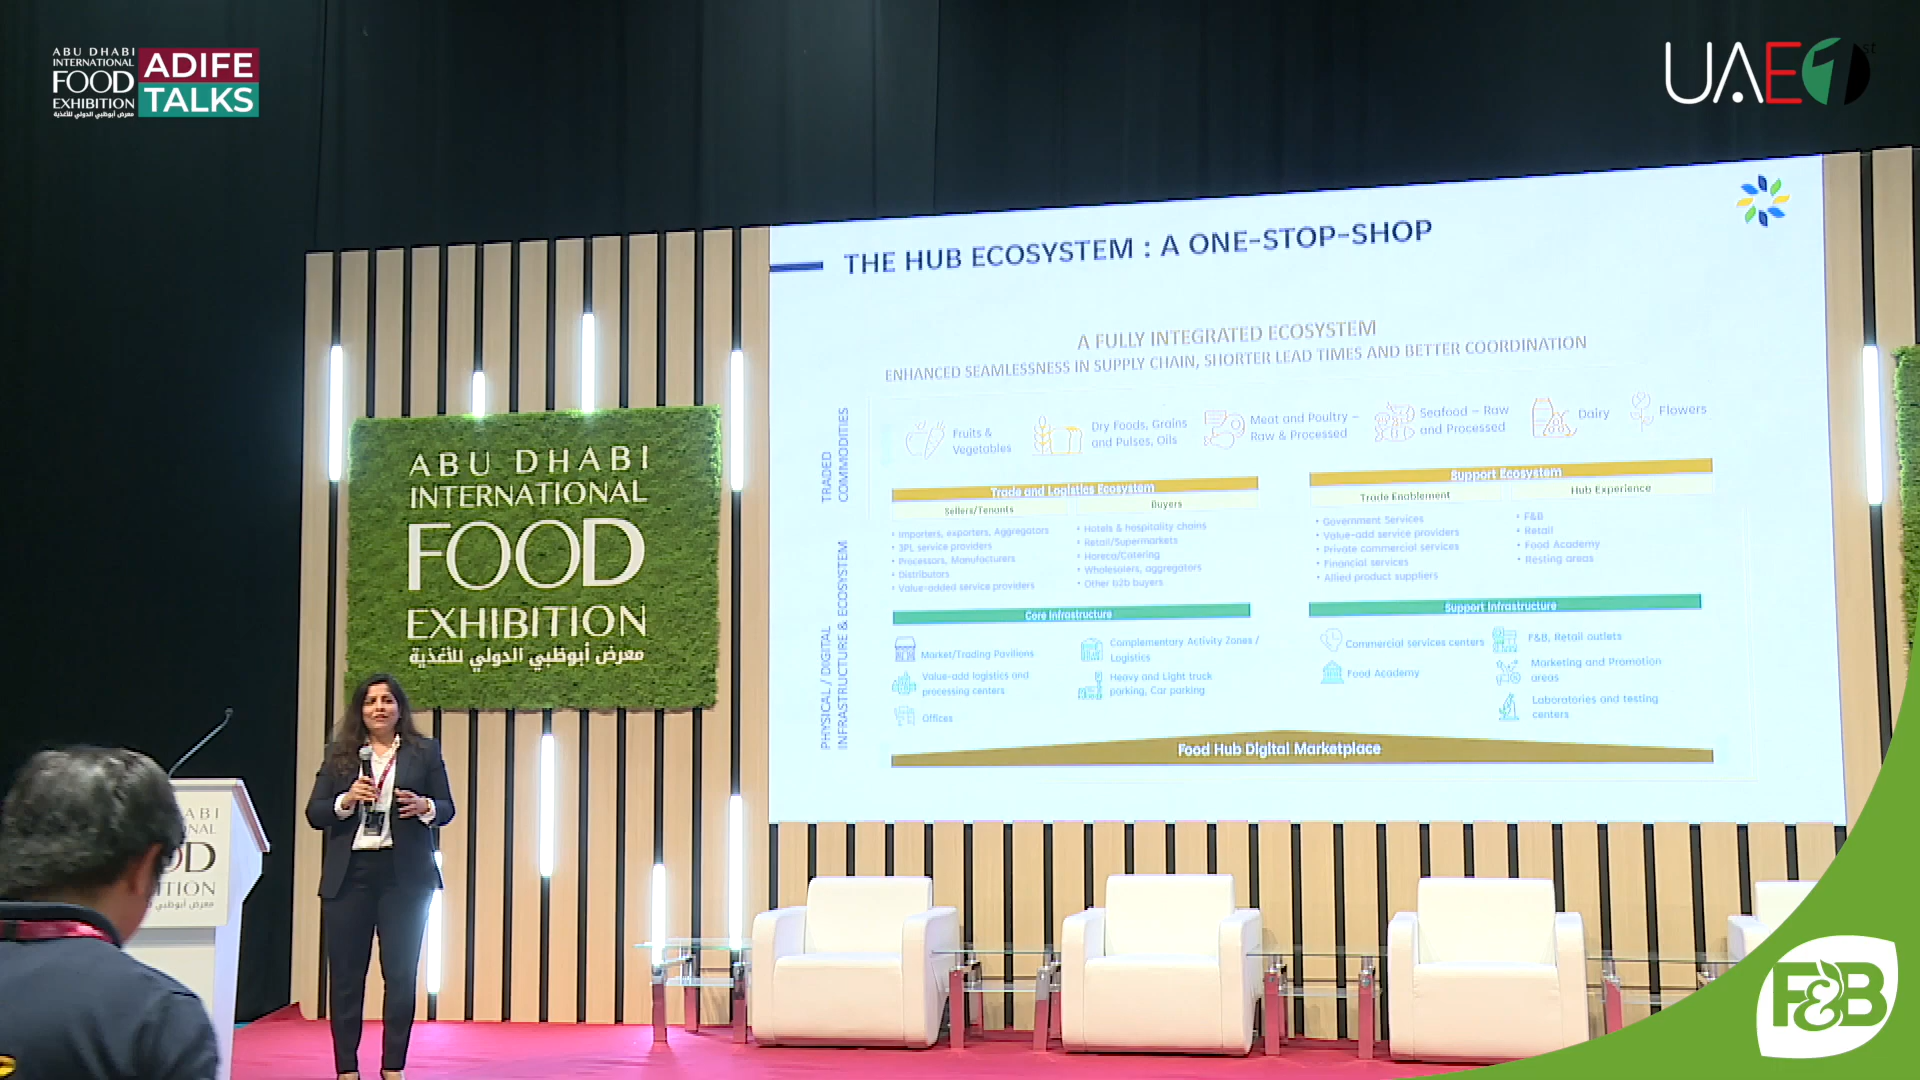 ABU DHABI
INTERNATIONAL
FOOD
EXHIBITION
معرض أبوظبي الدولي للأغذية
ADIFE
TALKS
UAE1st
THE HUB ECOSYSTEM : A ONE-STOP-SHOP
A FULLY INTEGRATED ECOSYSTEM
ENHANCED SEAMLESSNESS IN SUPPLY CHAIN, SHORTER LEAD TIMES AND BETTER COORDINATION
TRADED
COMMODITIES
Fruits &
Vegetables
Dry Foods, Grains
and Pulses, Oils
Meat and Poultry –
Raw & Processed
Seafood – Raw
and Processed
Dairy
Flowers
PHYSICAL / DIGITAL
INFRASTRUCTURE & ECOSYSTEM
Trade and Logistics Ecosystem
Sellers/Tenants
• Importers, exporters, Aggregators
• 3PL service providers
• Processors, Manufacturers
• Distributors
• Value-added service providers
Buyers
• Hotels & hospitality chains
• Retail/Supermarkets
• Horeca/Catering
• Wholesalers, aggregators
• Other b2b buyers
Support Ecosystem
Trade Enablement
• Government Services
• Value-add service providers
• Private commercial services
• Financial services
• Allied product suppliers
Hub Experience
• F&B
• Retail
• Food Academy
• Resting areas
Core Infrastructure
Market/Trading Pavilions
Value-add logistics and
processing centers
Offices
Complementary Activity Zones /
Logistics
Heavy and Light truck
parking, Car parking
Support Infrastructure
Commercial services centers
Food Academy
F&B, Retail outlets
Marketing and Promotion
areas
Laboratories and testing
centers
Food Hub Digital Marketplace
ABU DHABI
INTERNATIONAL
FOOD
EXHIBITION
معرض أبوظبي الدولي للأغذية
ABI
NAL
OD
ITION
معرض أبوظبي
F&B